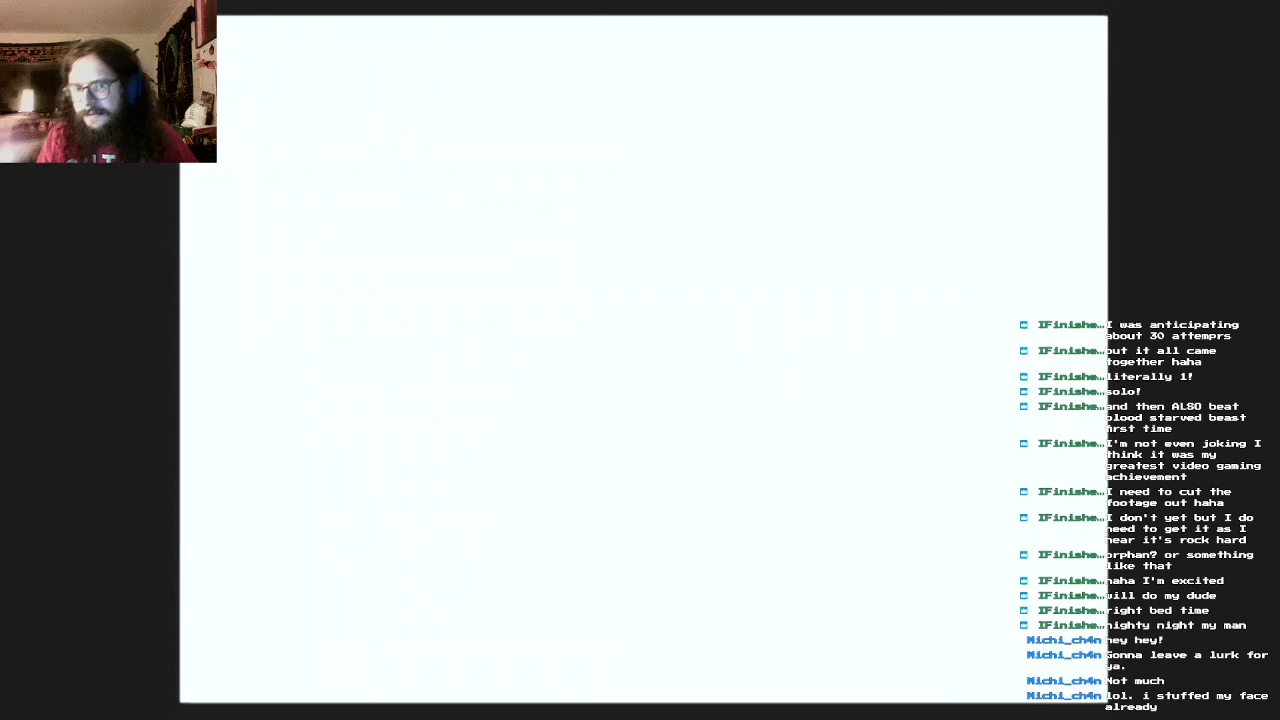 IFinishe… I was anticipating
about 30 attemprs
IFinishe… but it all came
together haha
IFinishe… literally 1!
IFinishe… solo!
IFinishe… and then ALSO beat
blood starved beast
first time
IFinishe… I'm not even joking I
think it was my
greatest video gaming
achievement
IFinishe… I need to cut the
footage out haha
IFinishe… I don't yet but I do
need to get it as I
hear it's rock hard
IFinishe… orphan? or something
like that
IFinishe… haha I'm excited
IFinishe… will do my dude
IFinishe… right bed time
IFinishe… nighty night my man
Michi_ch4n hey hey!
Michi_ch4n Gonna leave a lurk for
ya.
Michi_ch4n Not much
Michi_ch4n lol. i stuffed my face
already